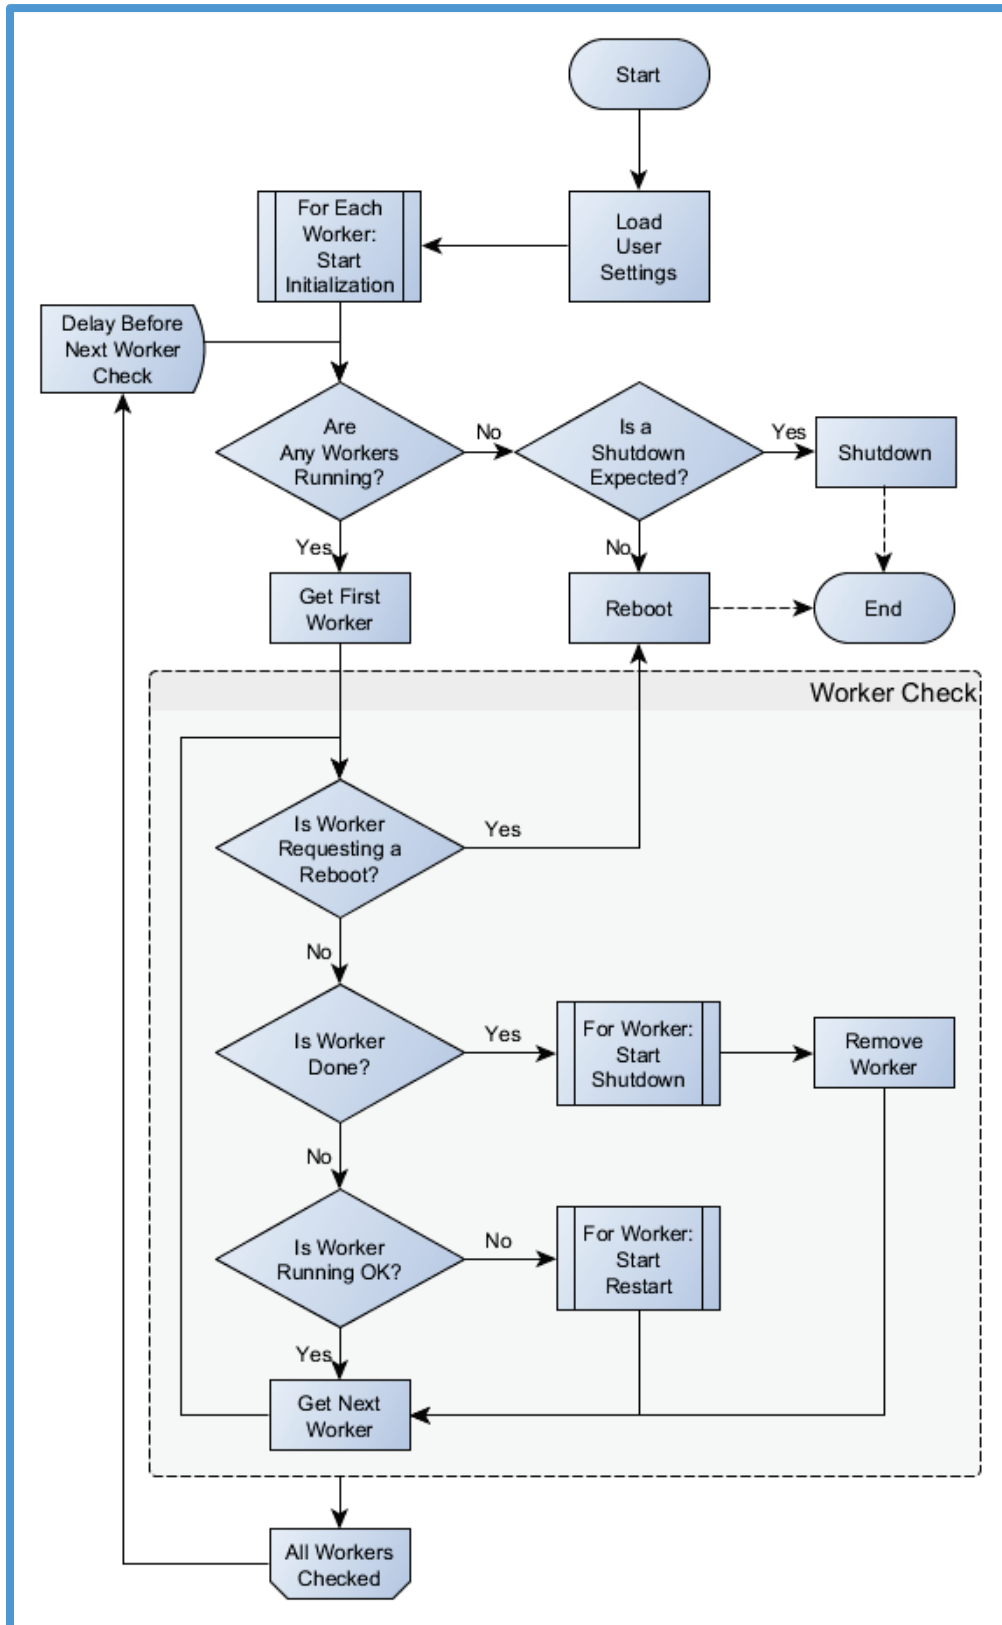 Start
Load
User
Settings
For Each
Worker:
Start
Initialization
Delay Before
Next Worker
Check
Are
Any Workers
Running?
No
Is a
Shutdown
Expected?
Yes
Shutdown
Yes
No
Get First
Worker
Reboot
End
Worker Check
Is Worker
Requesting a
Reboot?
Yes
No
Is Worker
Done?
Yes
For Worker:
Start
Shutdown
Remove
Worker
No
Is Worker
Running OK?
No
For Worker:
Start
Restart
Yes
Get Next
Worker
All Workers
Checked